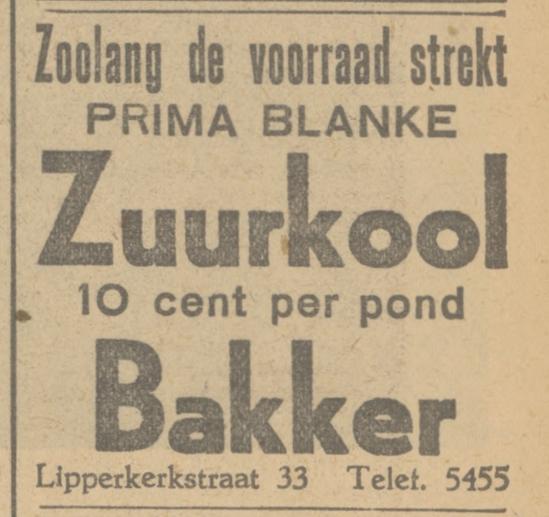 Zoolang de voorraad strekt
PRIMA BLANKE
Zuurkool
10 cent per pond
Bakker
Lipperkerkstraat 33 Telef. 5455